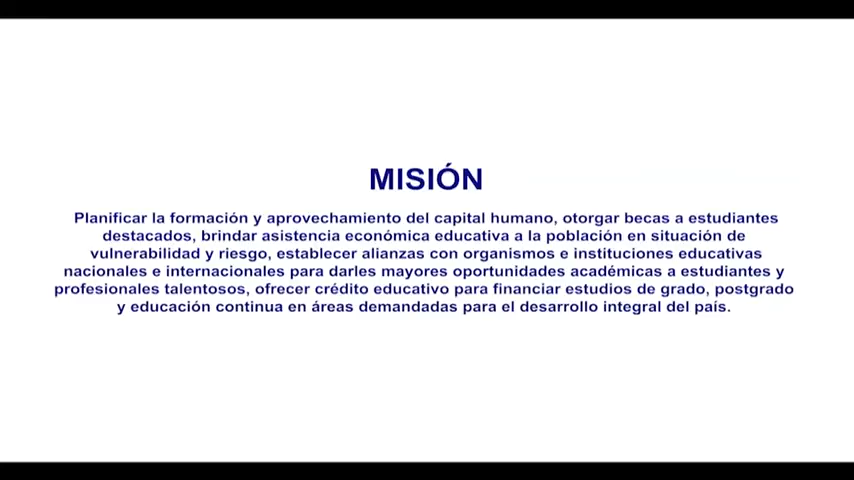 MISIÓN
Planificar la formación y aprovechamiento del capital humano, otorgar becas a estudiantes
destacados, brindar asistencia económica educativa a la población en situación de
vulnerabilidad y riesgo, establecer alianzas con organismos e instituciones educativas
nacionales e internacionales para darles mayores oportunidades académicas a estudiantes y
profesionales talentosos, ofrecer crédito educativo para financiar estudios de grado, postgrado
y educación continua en áreas demandadas para el desarrollo integral del país.